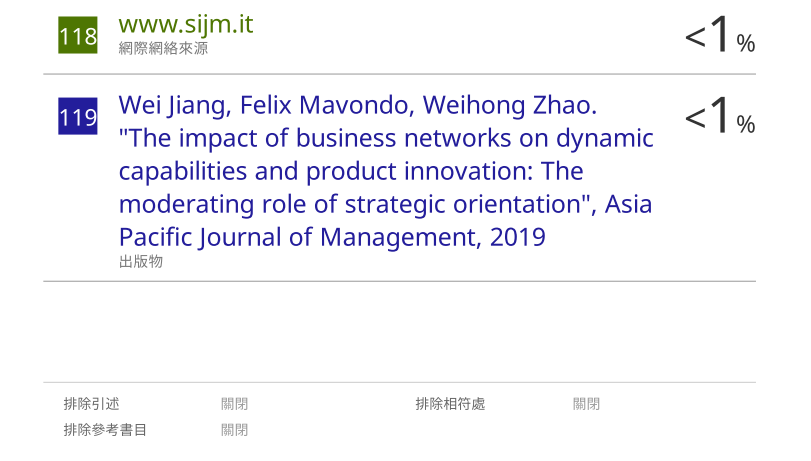 118
www.sijm.it
<1%
網際網絡來源
119
Wei Jiang, Felix Mavondo, Weihong Zhao.
<1%
"The impact of business networks on dynamic
capabilities and product innovation: The
moderating role of strategic orientation", Asia
Pacific Journal of Management, 2019
出版物
排除引述 關閉 排除相符處 關閉
排除參考書目 關閉